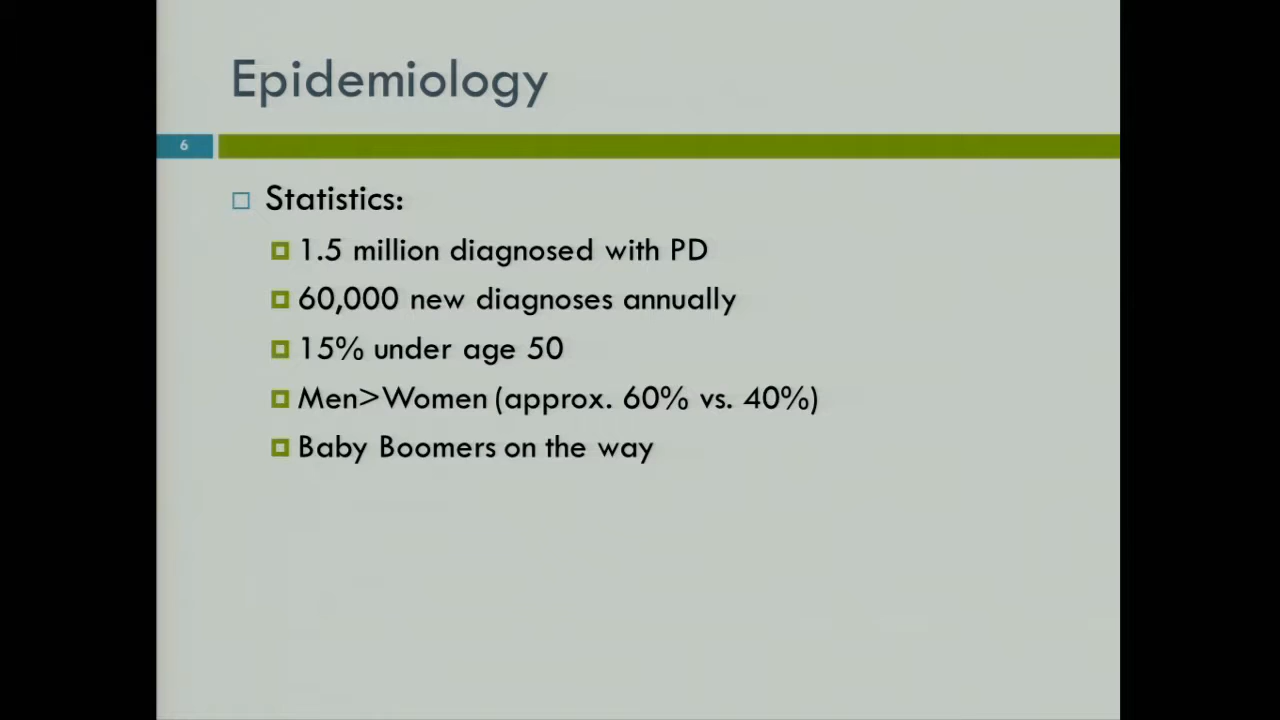 Epidemiology
6
Statistics:
1.5 million diagnosed with PD
60,000 new diagnoses annually
15% under age 50
Men>Women (approx. 60% vs. 40%)
Baby Boomers on the way